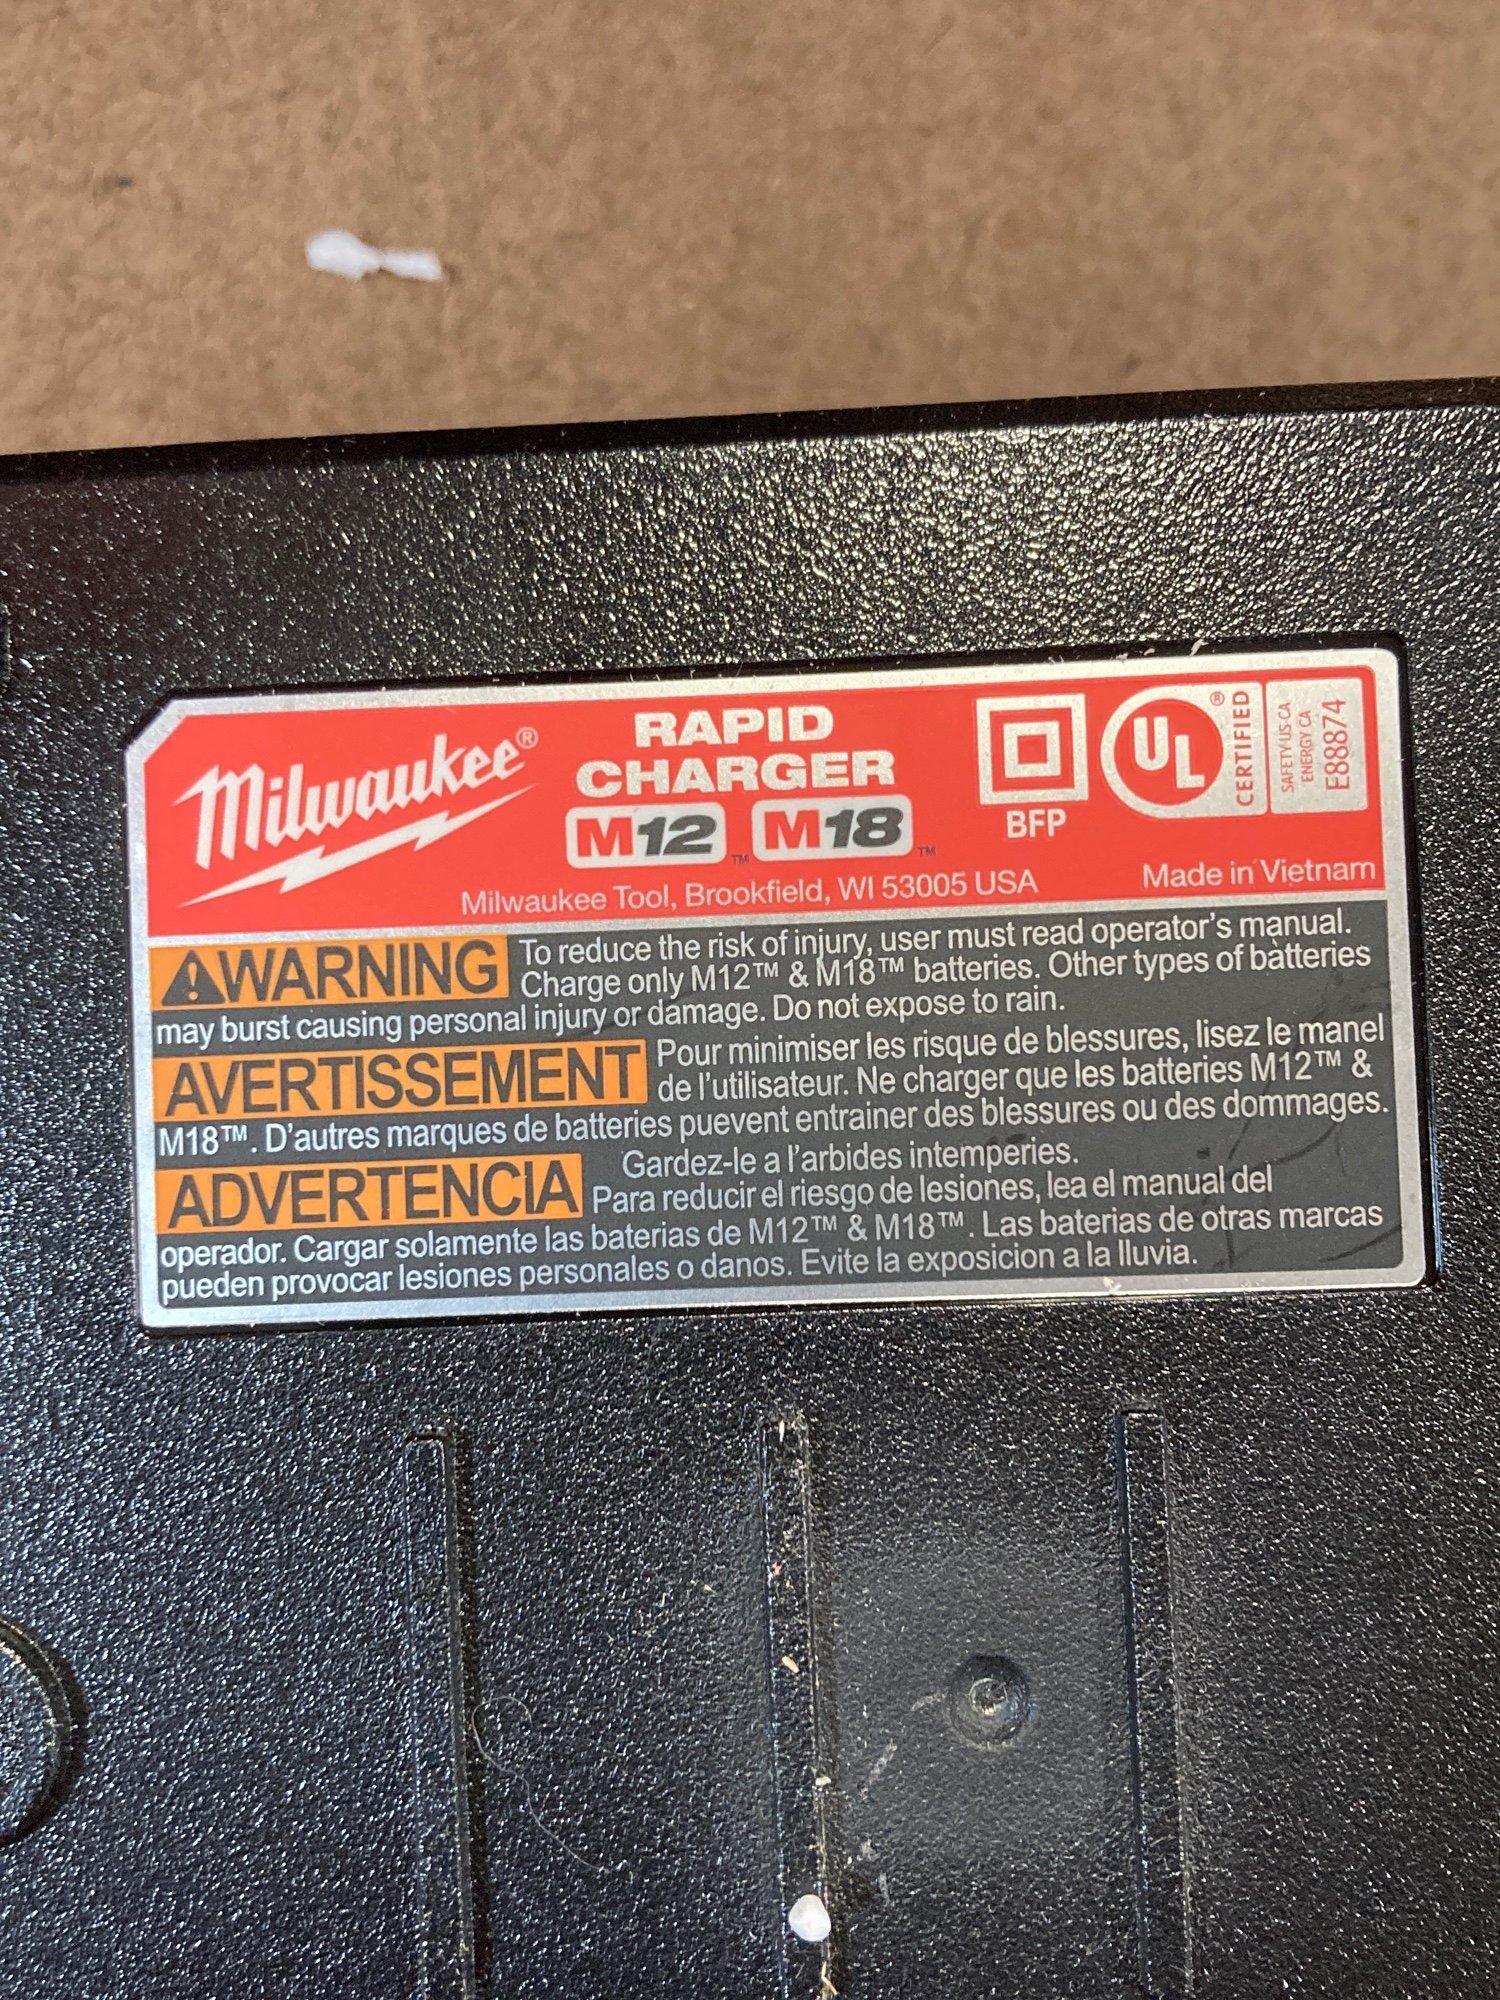 Milwaukee®
RAPID
CHARGER
M12™ M18™
BFP
UL® CERTIFIED
SAFETY US-CA
ENERGY CA
E88874
Milwaukee Tool, Brookfield, WI 53005 USA
Made in Vietnam
WARNING To reduce the risk of injury, user must read operator's manual.
Charge only M12™ & M18™ batteries. Other types of batteries
may burst causing personal injury or damage. Do not expose to rain.
AVERTISSEMENT Pour minimiser les risque de blessures, lisez le manel
de l'utilisateur. Ne charger que les batteries M12™ &
M18™. D'autres marques de batteries puevent entrainer des blessures ou des dommages.
Gardez-le a l'arbides intemperies.
ADVERTENCIA Para reducir el riesgo de lesiones, lea el manual del
operador. Cargar solamente las baterias de M12™ & M18™. Las baterias de otras marcas
pueden provocar lesiones personales o danos. Evite la exposicion a la lluvia.